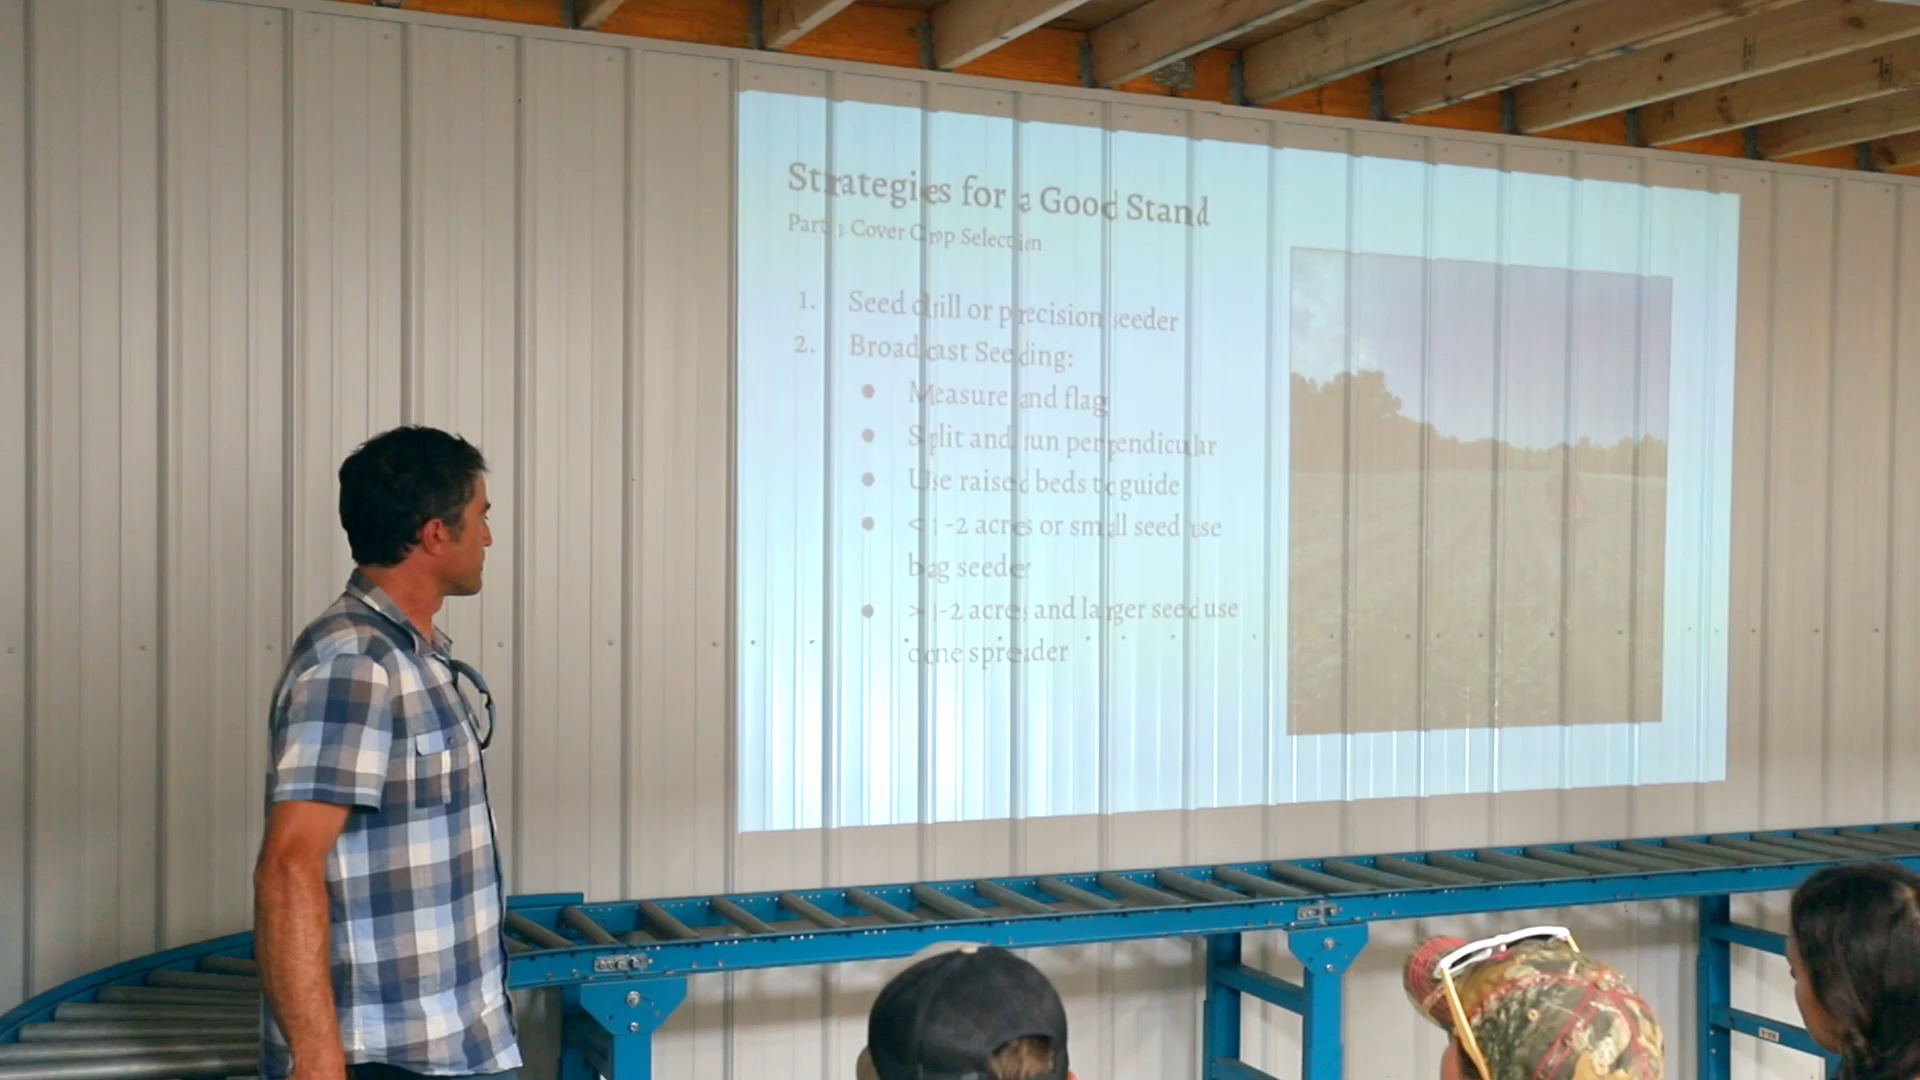 Strategies for a Good Stand
Part 1: Cover Crop Selection
1. Seed drill or precision seeder
2. Broadcast Seeding:
● Measure and flag
● Split and run perpendicular
● Use raised beds to guide
● < 1-2 acres or small seed use
bag seeder
● > 1-2 acres and larger seed use
cone spreader